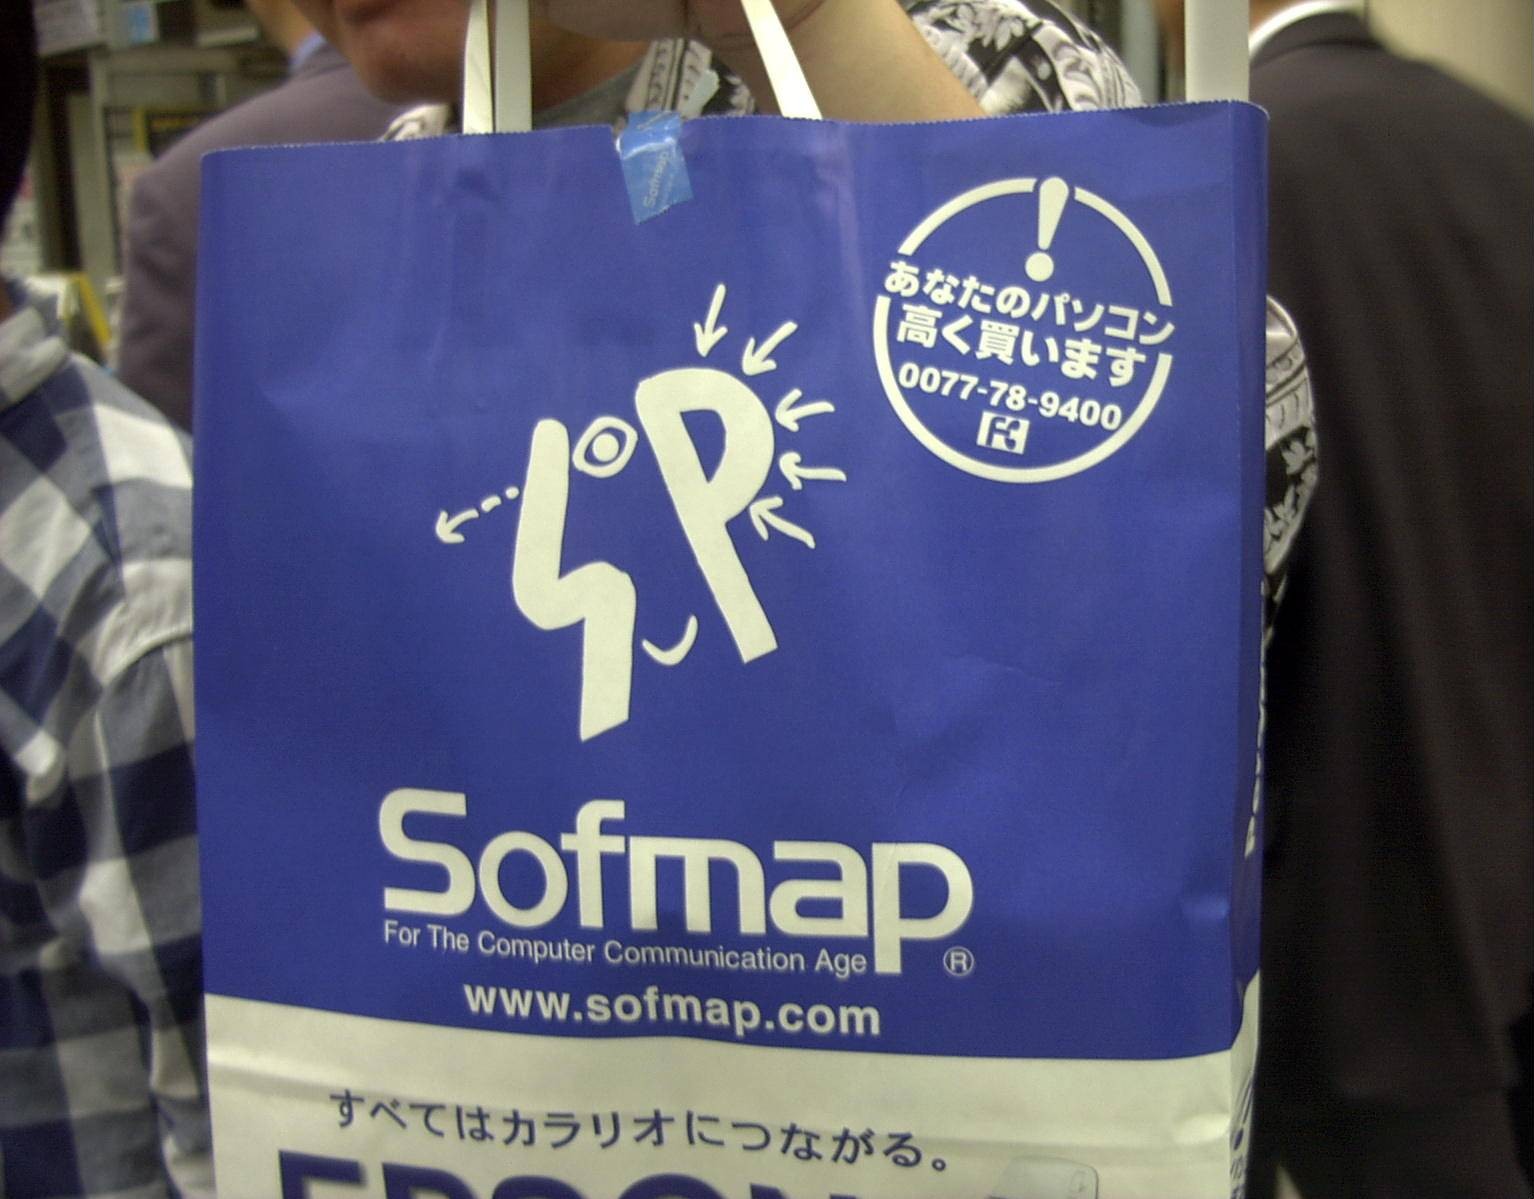 Sofmap
あなたのパソコン
高く買います
0077-78-9400
SP
Sofmap
For The Computer Communication Age
®
www.sofmap.com
すべてはカラリオにつながる。
EPSON